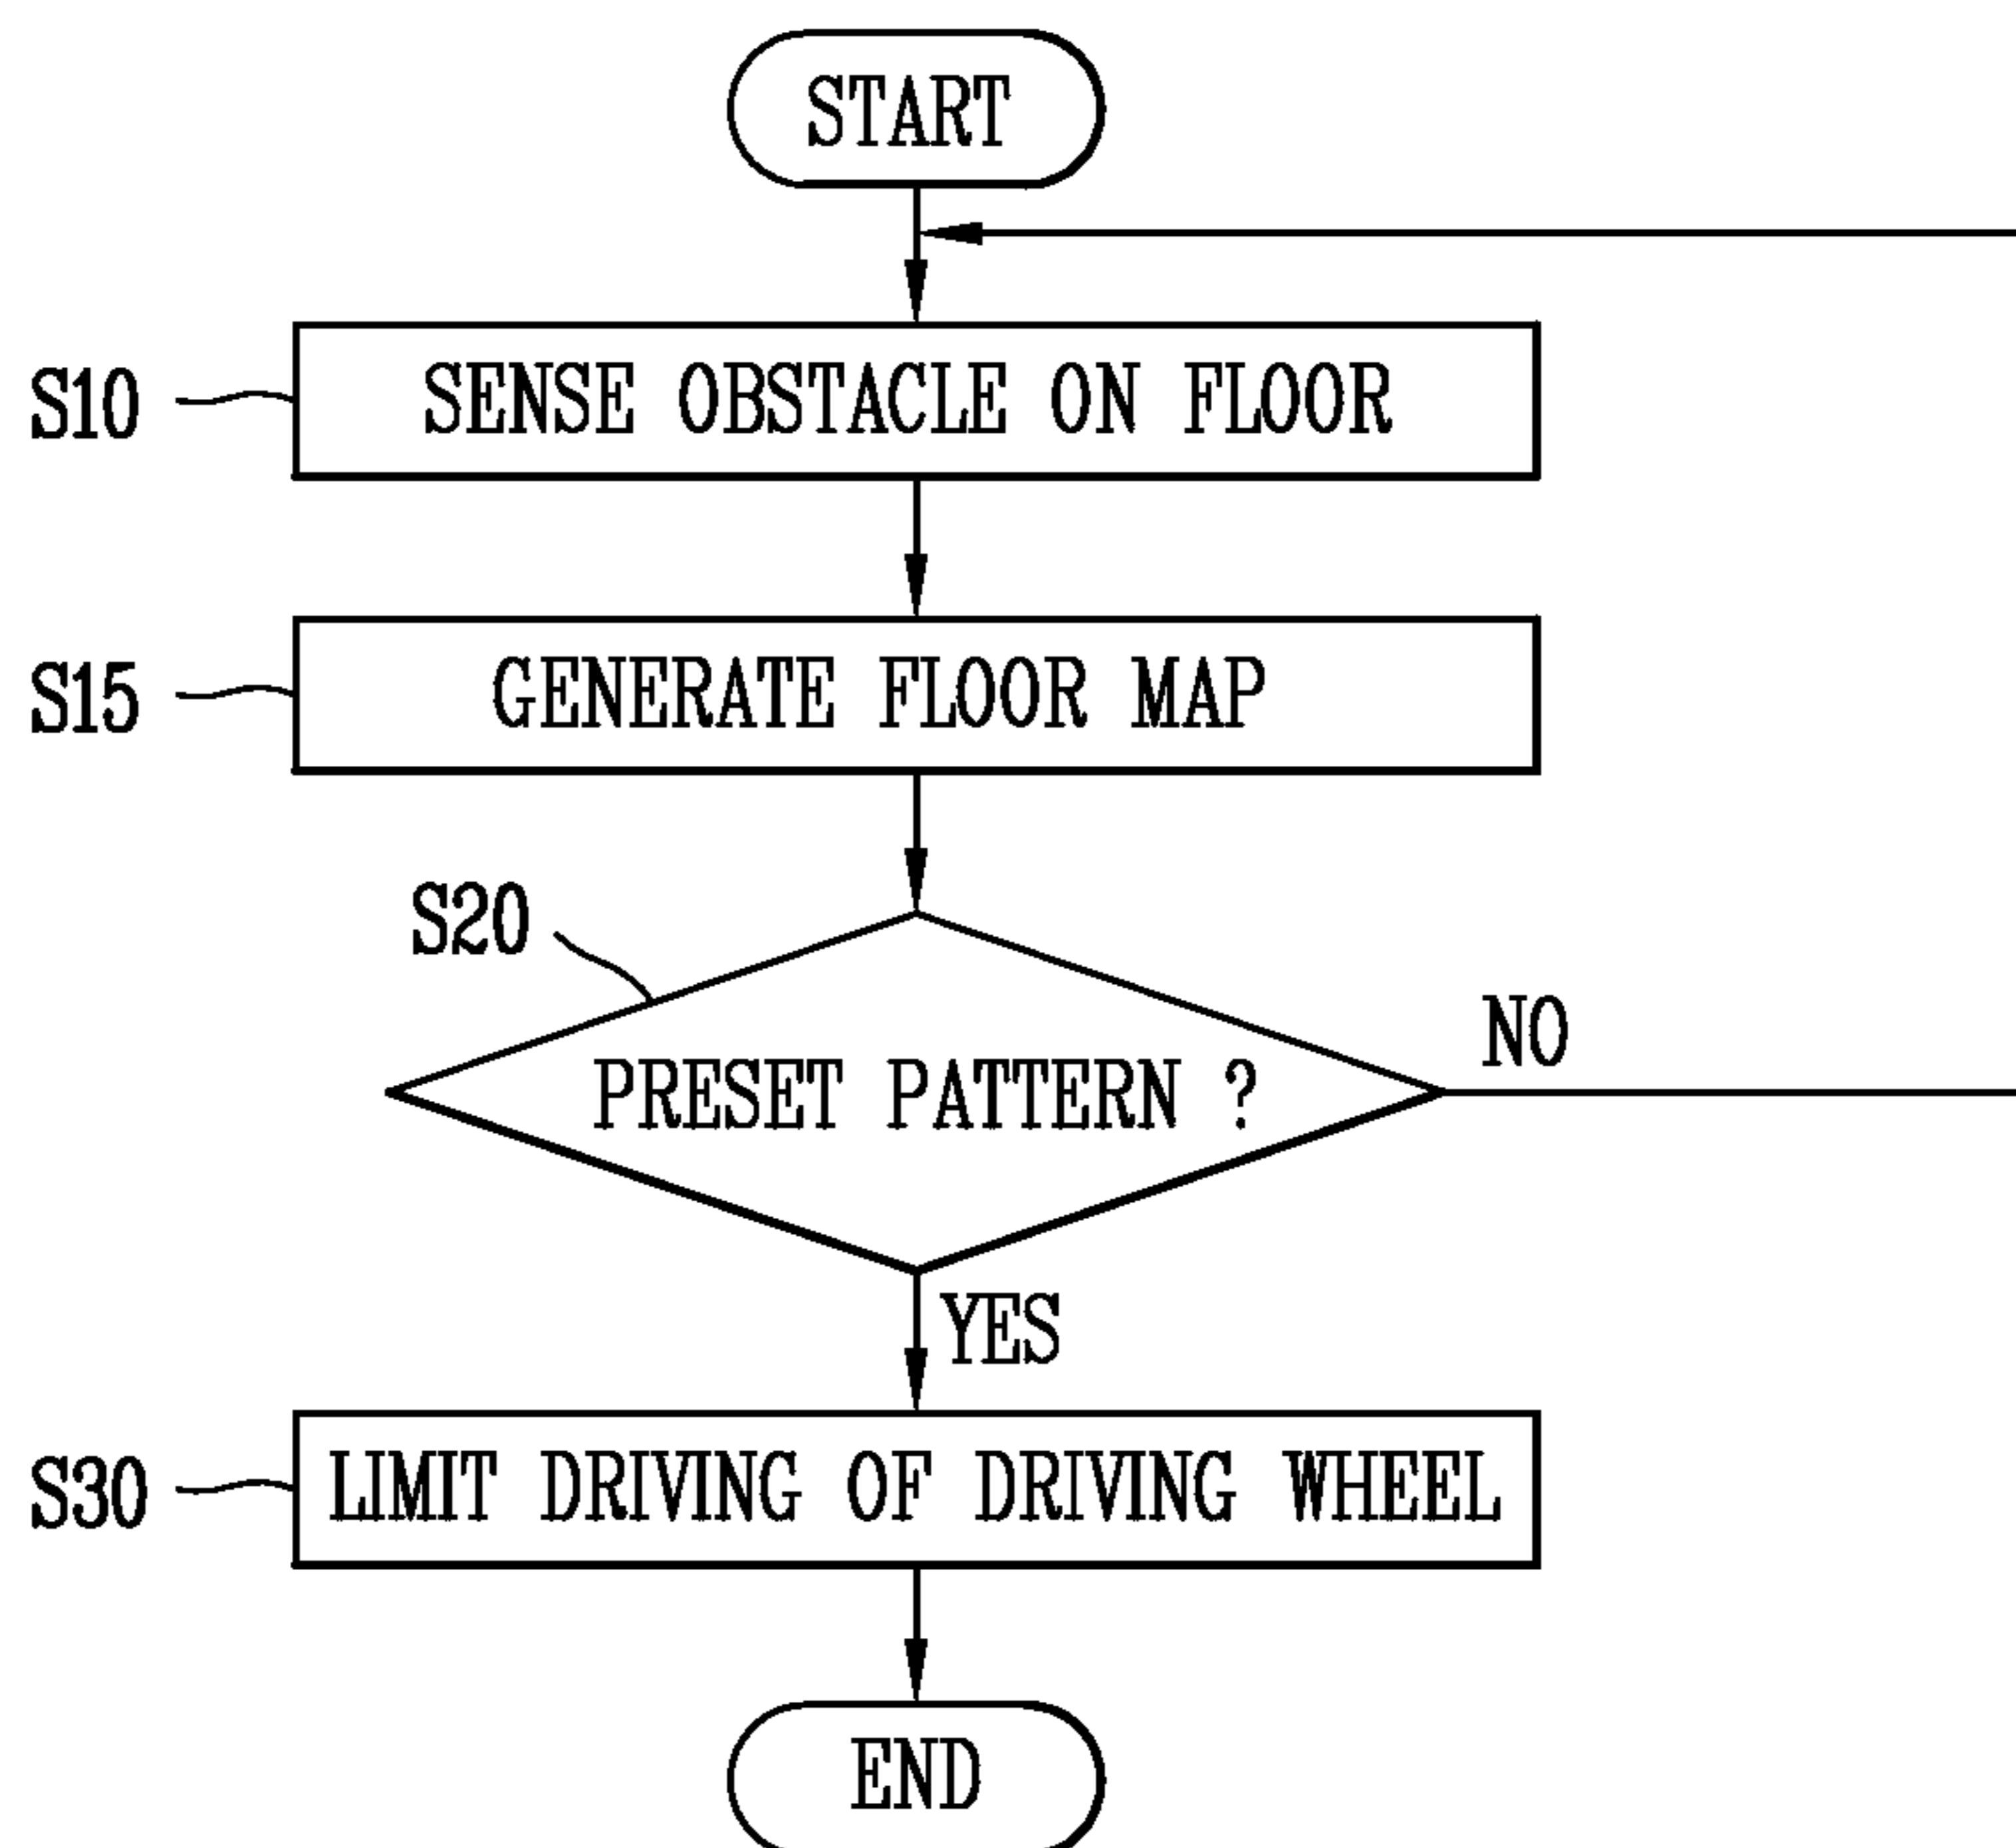 START
S10
SENSE OBSTACLE ON FLOOR
S15
GENERATE FLOOR MAP
S20
PRESET PATTERN ?
NO
YES
S30
LIMIT DRIVING OF DRIVING WHEEL
END